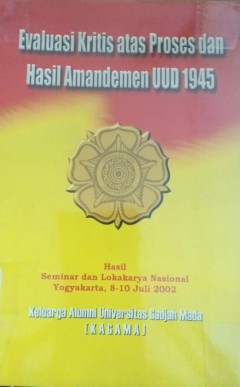 Evaluasi Kritis atas Proses dan
Hasil Amandemen UUD 1945
Hasil
Seminar dan Lokakarya Nasional
Yogyakarta, 8-10 Juli 2002
Keluarga Alumni Universitas Gadjah Mada
(KAGAMA)